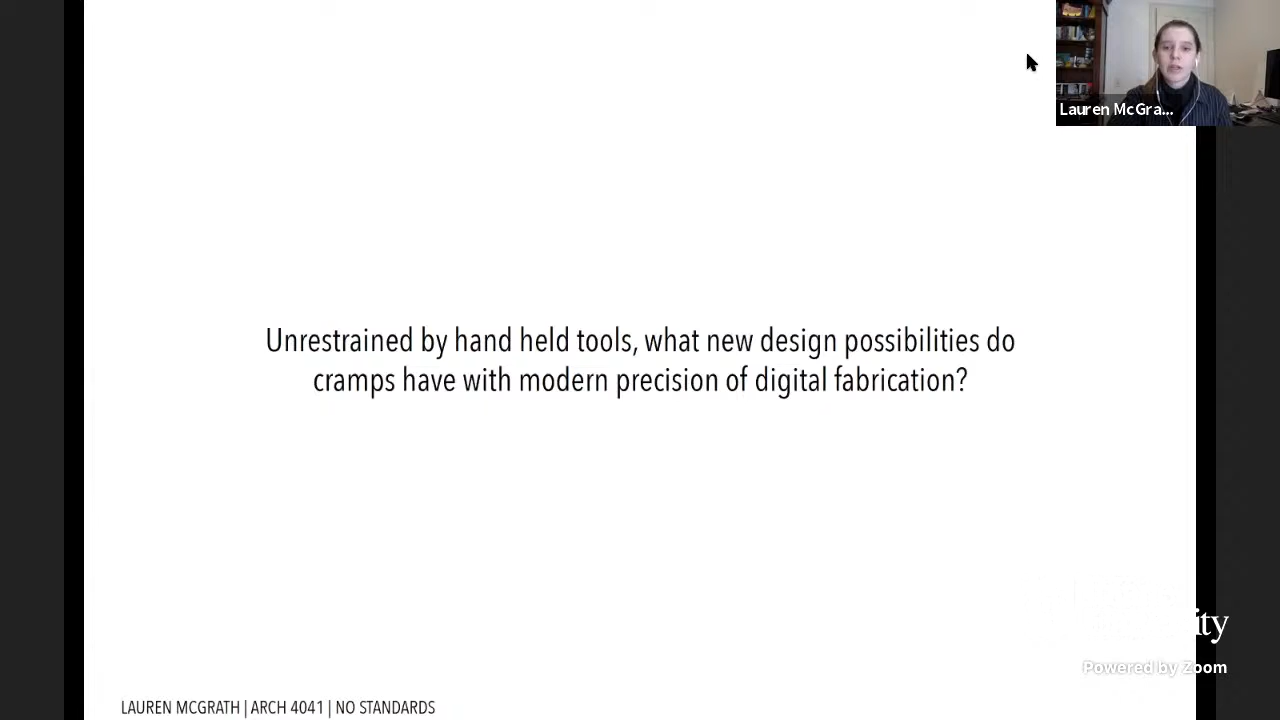 Lauren McGra...
Unrestrained by hand held tools, what new design possibilities do
cramps have with modern precision of digital fabrication?
ity
Powered by Zoom
LAUREN MCGRATH | ARCH 4041 | NO STANDARDS